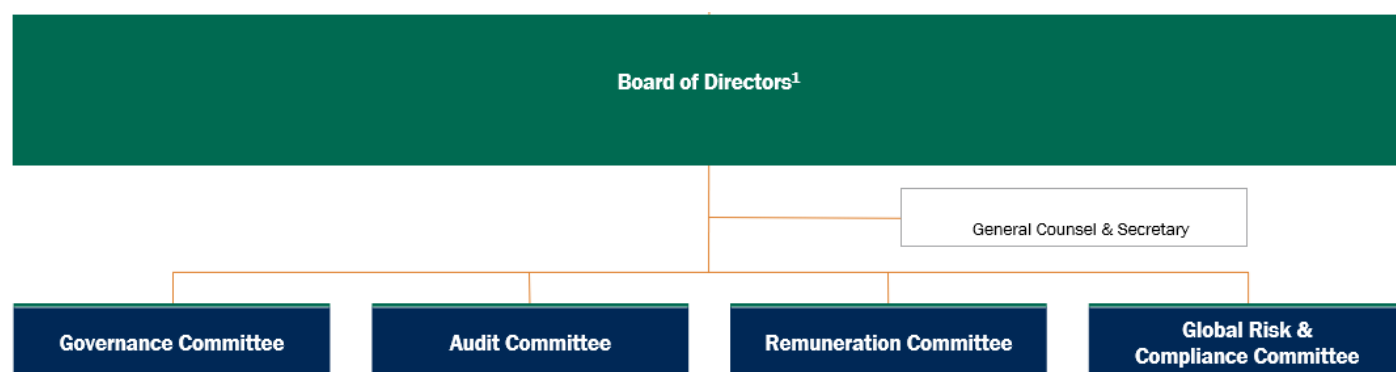 Board of Directors¹
General Counsel & Secretary
Governance Committee
Audit Committee
Remuneration Committee
Global Risk &
Compliance Committee